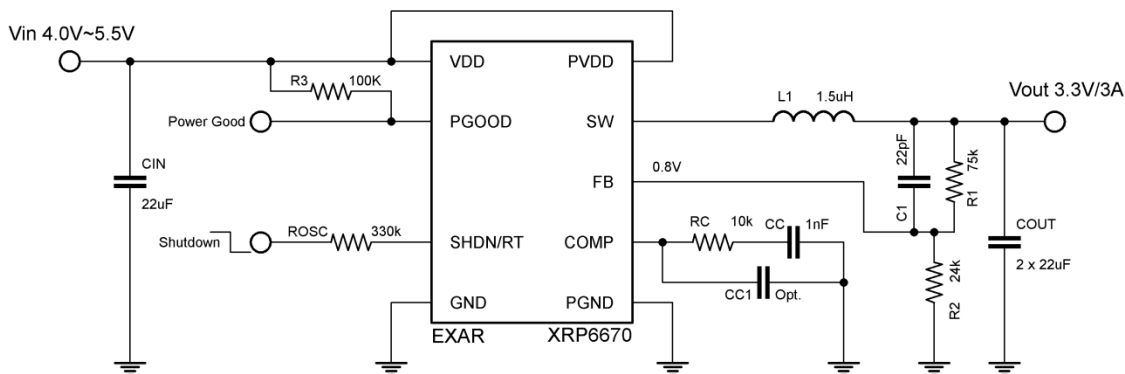 Vin 4.0V~5.5V
VDD
PVDD
R3
100K
L1
1.5uH
Vout 3.3V/3A
Power Good
PGOOD
SW
22pF
75k
CIN
0.8V
FB
C1
R1
22uF
RC
10k
CC
1nF
COUT
Shutdown
ROSC
330k
SHDN/RT
COMP
2 x 22uF
24k
CC1
Opt.
R2
GND
PGND
EXAR
XRP6670